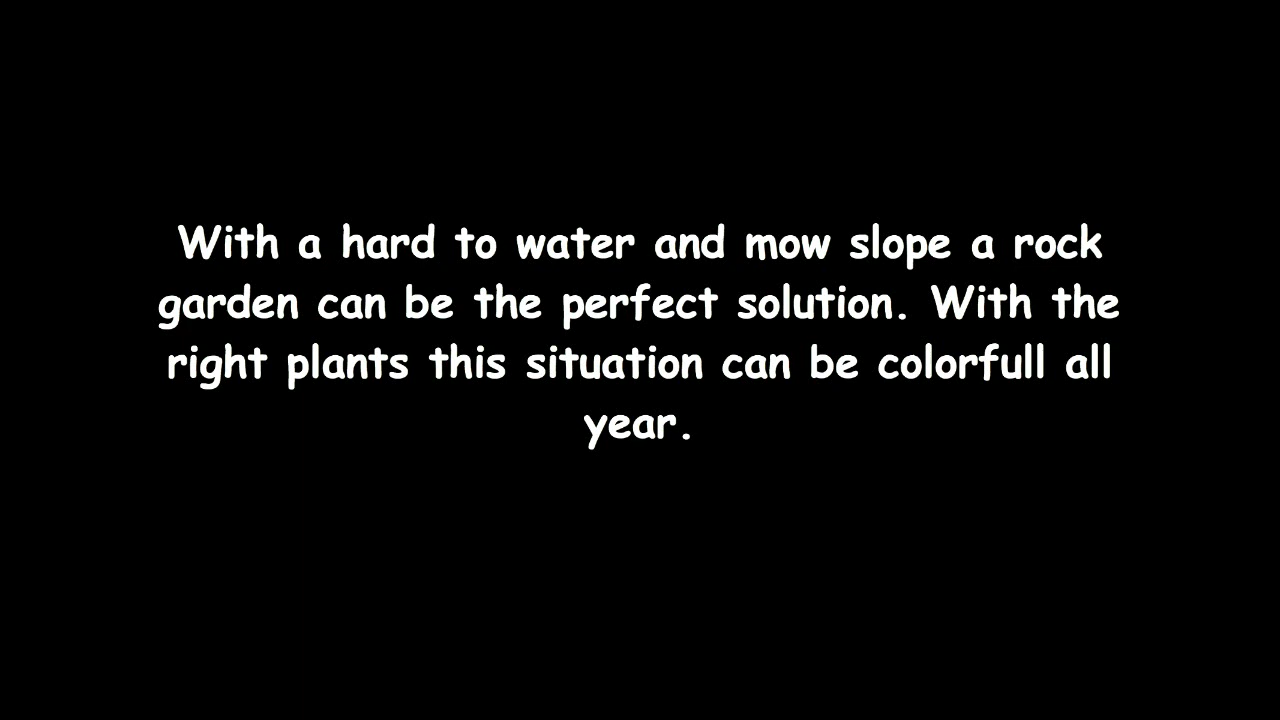 With a hard to water and mow slope a rock
garden can be the perfect solution. With the
right plants this situation can be colorfull all
year.